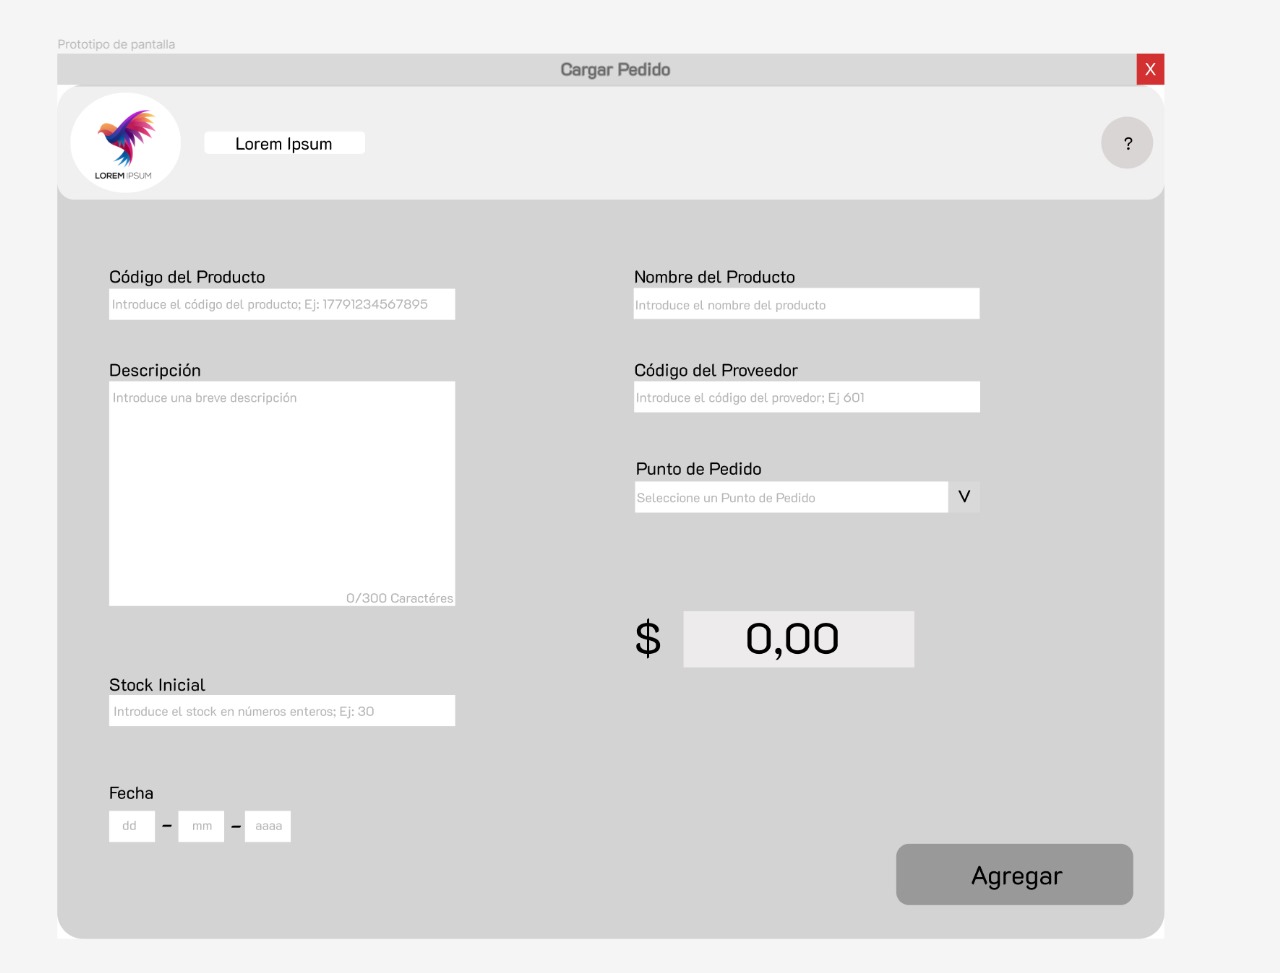 Prototipo de pantalla
Cargar Pedido
X
LOREM IPSUM
Lorem Ipsum
?
Código del Producto
Introduce el código del producto; Ej: 17791234567895
Nombre del Producto
Introduce el nombre del producto
Descripción
Introduce una breve descripción
0/300 Caractéres
Código del Proveedor
Introduce el código del provedor; Ej 601
Punto de Pedido
Seleccione un Punto de Pedido
V
$ 0,00
Stock Inicial
Introduce el stock en números enteros; Ej: 30
Fecha
dd - mm - aaaa
Agregar